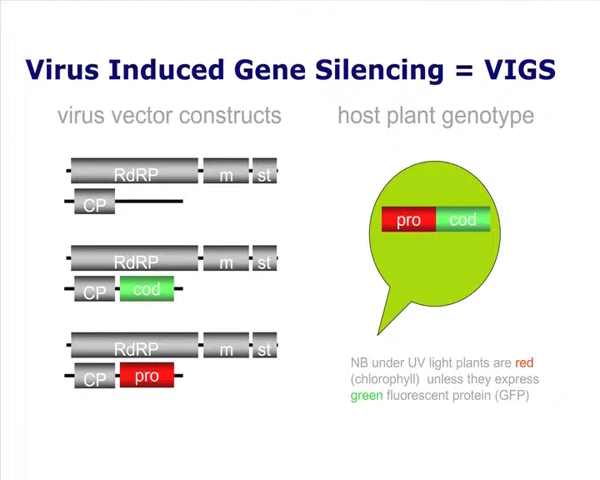 Virus Induced Gene Silencing = VIGS
virus vector constructs
host plant genotype
RdRP m st
CP
RdRP m st
CP cod
RdRP m st
CP pro
pro cod
NB under UV light plants are red
(chlorophyll) unless they express
green fluorescent protein (GFP)